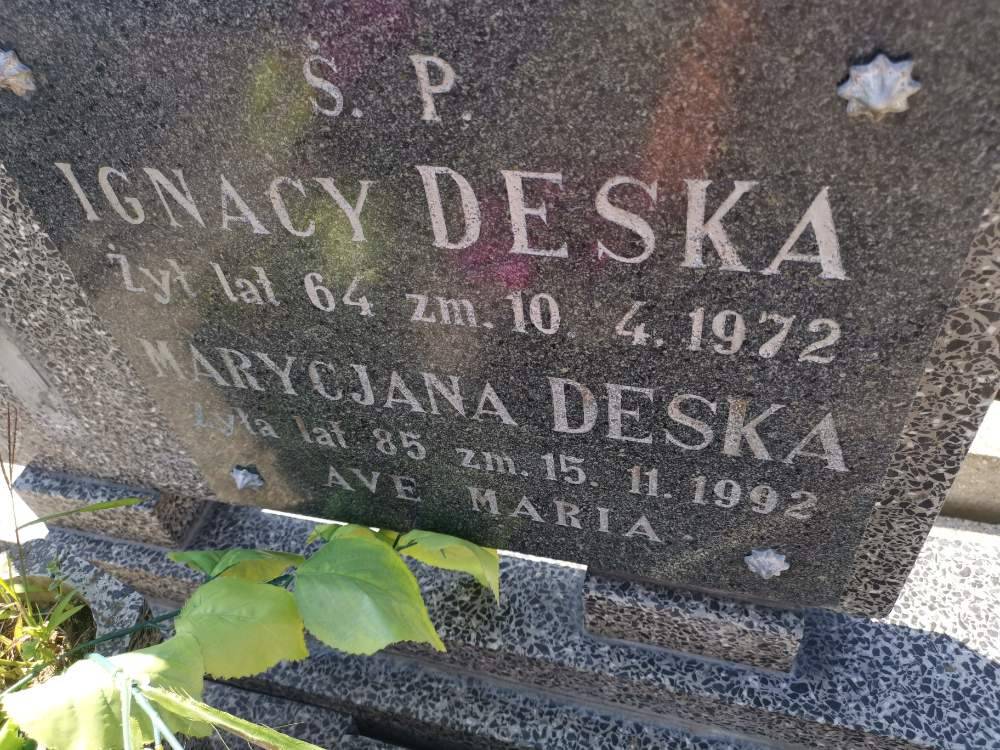 Ś. P.
IGNACY DESKA
Żył lat 64 zm. 10. 4. 1972
MARYCJANA DESKA
Żyła lat 85 zm. 15. 11. 1992
AVE MARIA.